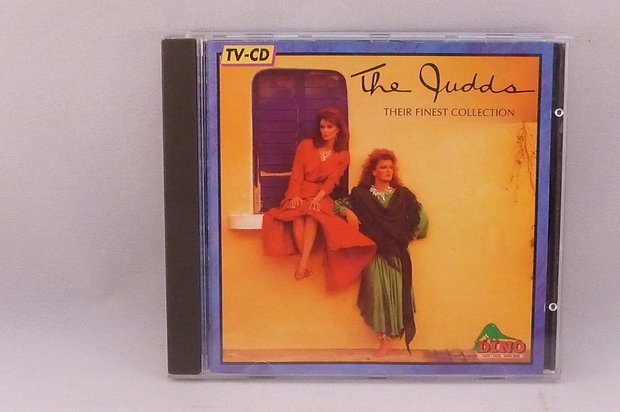 TV-CD
The Judds
THEIR FINEST COLLECTION
DINO